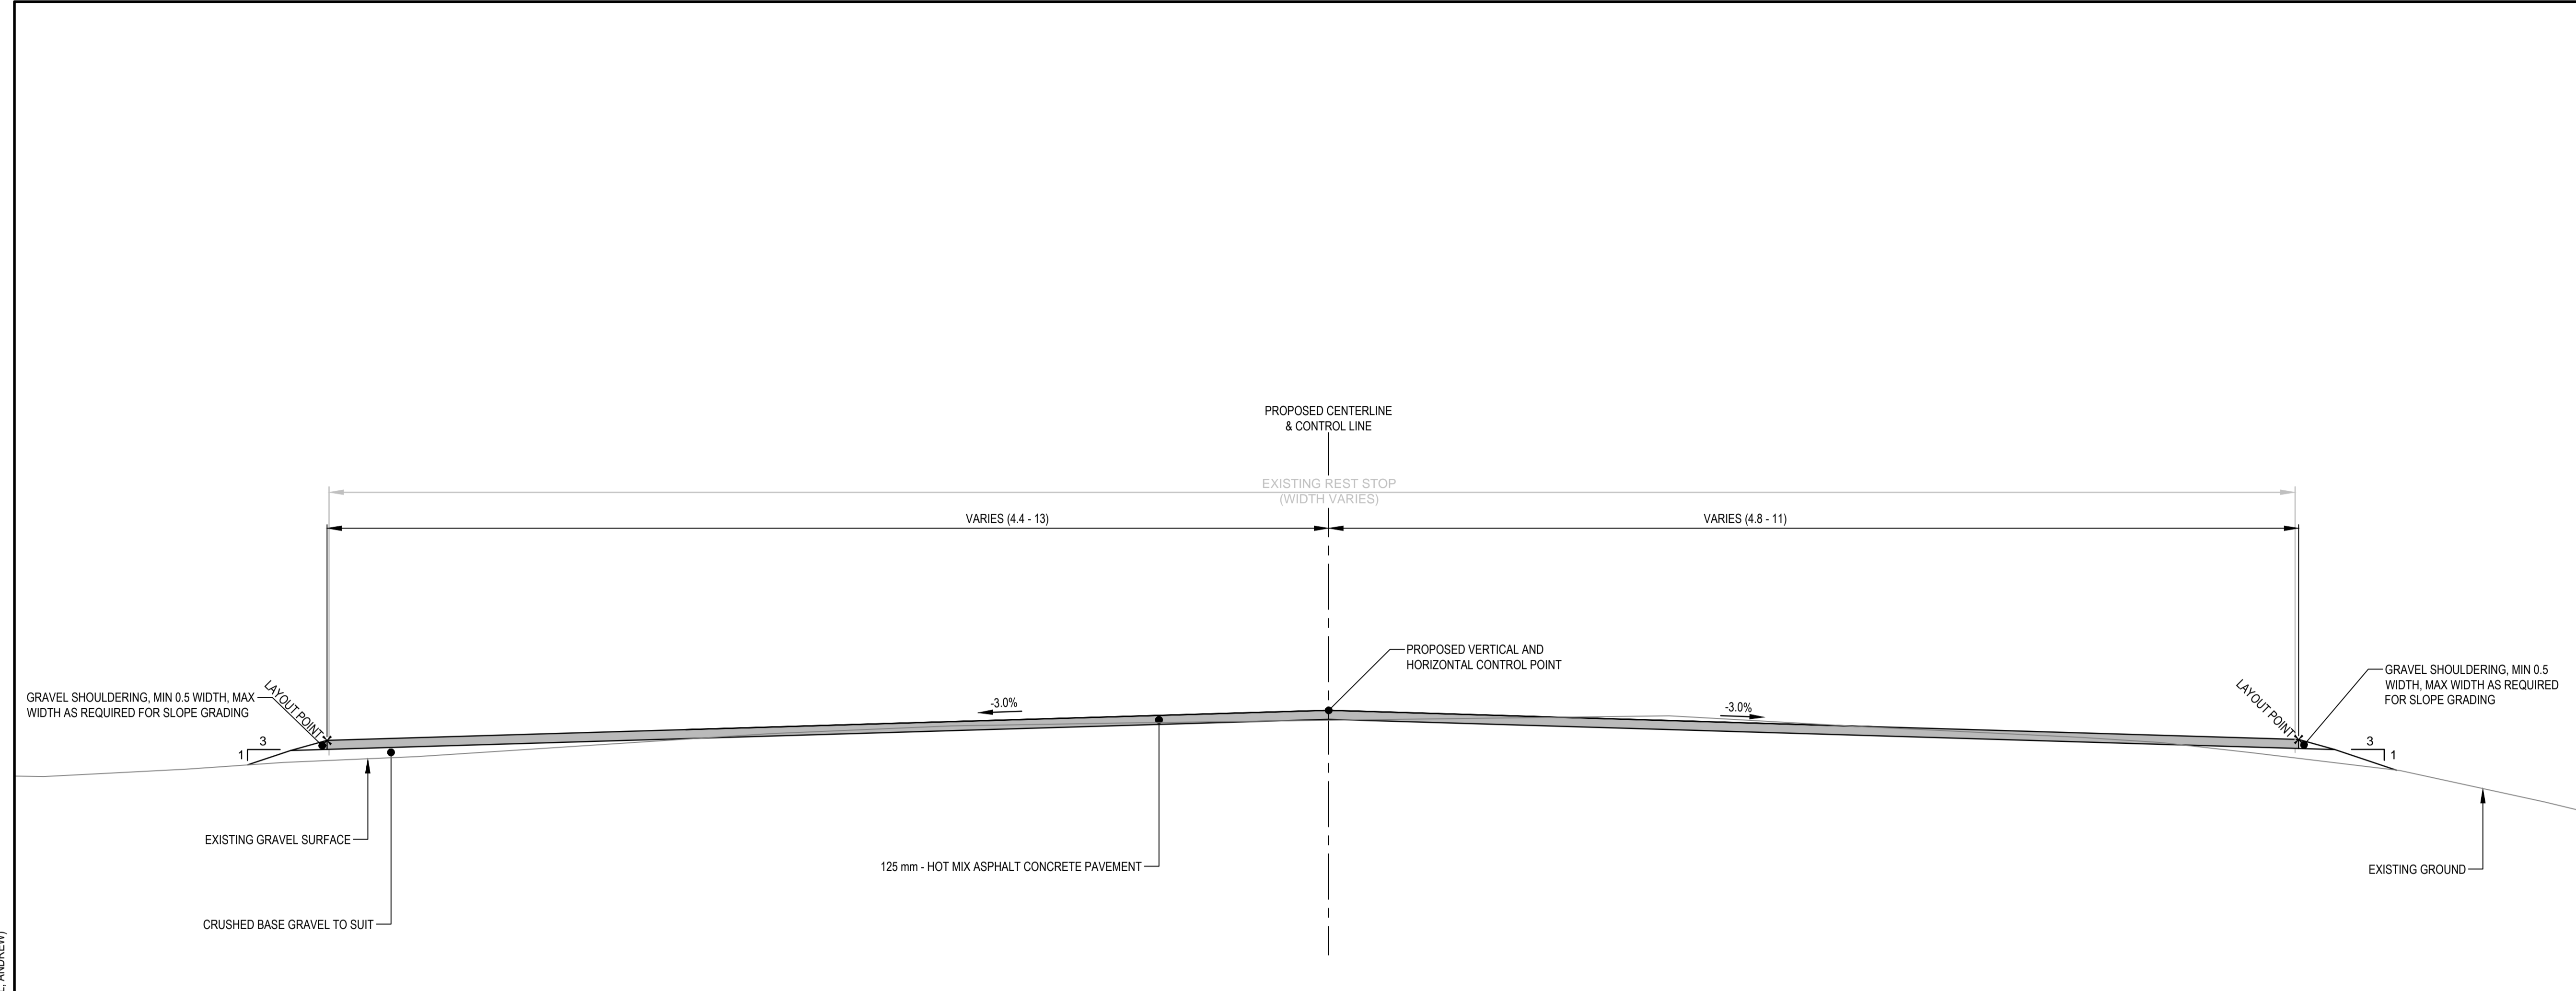 PROPOSED CENTERLINE
& CONTROL LINE
EXISTING REST STOP
(WIDTH VARIES)
VARIES (4.4 - 13)
VARIES (4.8 - 11)
PROPOSED VERTICAL AND
HORIZONTAL CONTROL POINT
GRAVEL SHOULDERING, MIN 0.5 WIDTH, MAX
WIDTH AS REQUIRED FOR SLOPE GRADING
LAYOUT POINT
3
1
-3.0%
-3.0%
LAYOUT POINT
GRAVEL SHOULDERING, MIN 0.5
WIDTH, MAX WIDTH AS REQUIRED
FOR SLOPE GRADING
3
1
EXISTING GRAVEL SURFACE
125 mm - HOT MIX ASPHALT CONCRETE PAVEMENT
EXISTING GROUND
CRUSHED BASE GRAVEL TO SUIT
, ANDREW)